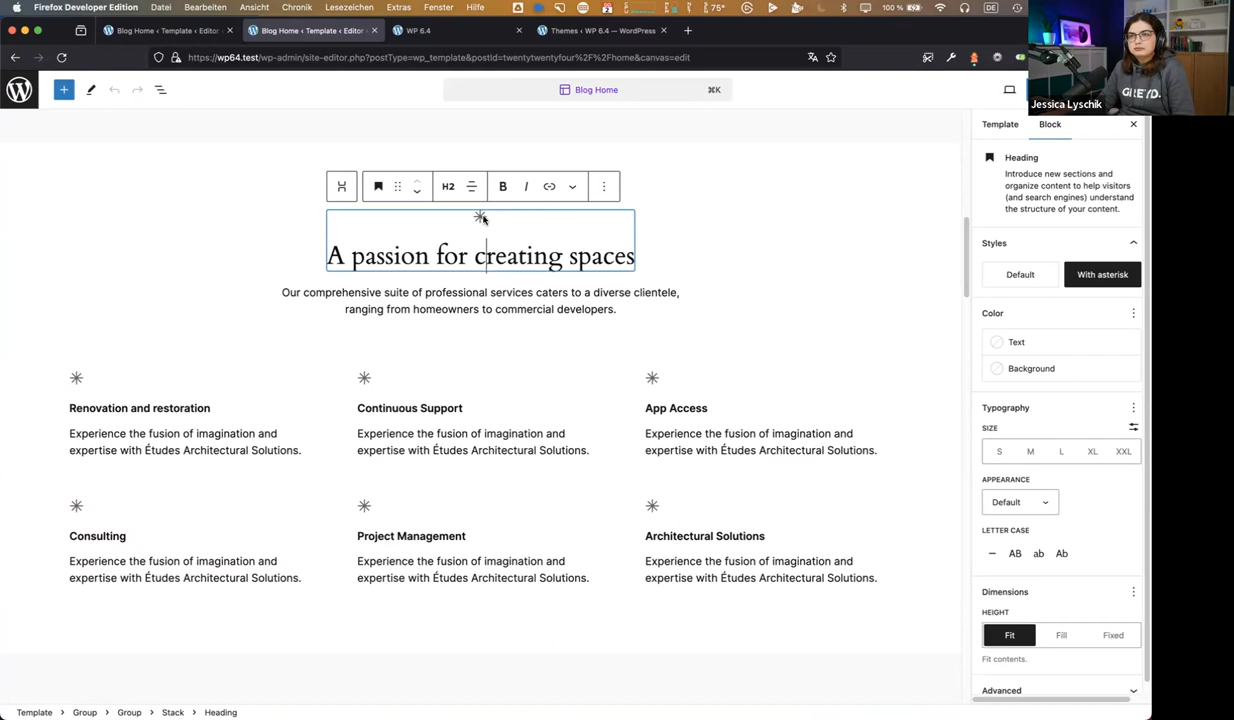 Firefox Developer Edition Datei Bearbeiten Ansicht Chronik Lesezeichen Extras Fenster Hilfe 75° 100 % DE
Blog Home ‹ Template ‹ Editor Blog Home ‹ Template ‹ Editor WP 6.4 Themes ‹ WP 6.4 — WordPress
https://wp64.test/wp-admin/site-editor.php?postType=wp_template&postId=twentytwentyfour%2F%2Fhome&canvas=edit
Blog Home ⌘K
GREYD.
Jessica Lyschik
Template Block
Heading
Introduce new sections and
organize content to help visitors
(and search engines) understand
the structure of your content.
H2 B I
A passion for creating spaces
Our comprehensive suite of professional services caters to a diverse clientele,
ranging from homeowners to commercial developers.
Renovation and restoration
Experience the fusion of imagination and
expertise with Études Architectural Solutions.
Continuous Support
Experience the fusion of imagination and
expertise with Études Architectural Solutions.
App Access
Experience the fusion of imagination and
expertise with Études Architectural Solutions.
Consulting
Experience the fusion of imagination and
expertise with Études Architectural Solutions.
Project Management
Experience the fusion of imagination and
expertise with Études Architectural Solutions.
Architectural Solutions
Experience the fusion of imagination and
expertise with Études Architectural Solutions.
Styles
Default With asterisk
Color
Text
Background
Typography
SIZE
S M L XL XXL
APPEARANCE
Default
LETTER CASE
— AB ab Ab
Dimensions
HEIGHT
Fit Fill Fixed
Fit contents.
Advanced
Template > Group > Group > Stack > Heading